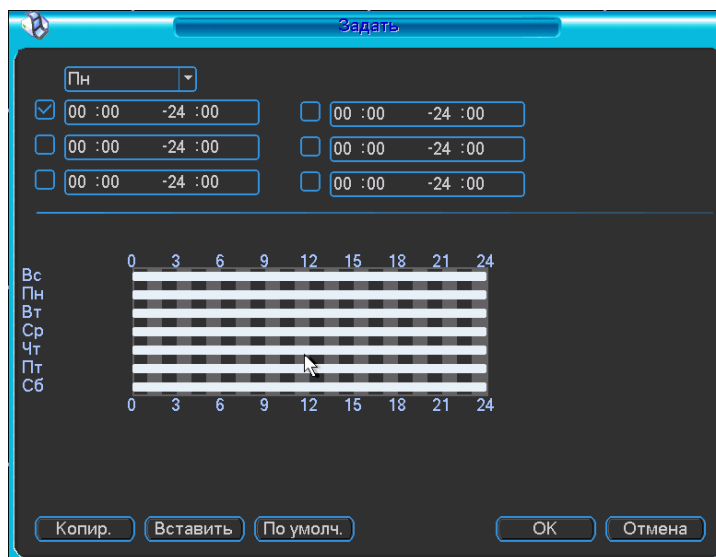 Задать
Пн
00 :00 -24 :00 00 :00 -24 :00
00 :00 -24 :00 00 :00 -24 :00
00 :00 -24 :00 00 :00 -24 :00
0 3 6 9 12 15 18 21 24
Вс
Пн
Вт
Ср
Чт
Пт
Сб
0 3 6 9 12 15 18 21 24
Копир. Вставить По умолч. OK Отмена